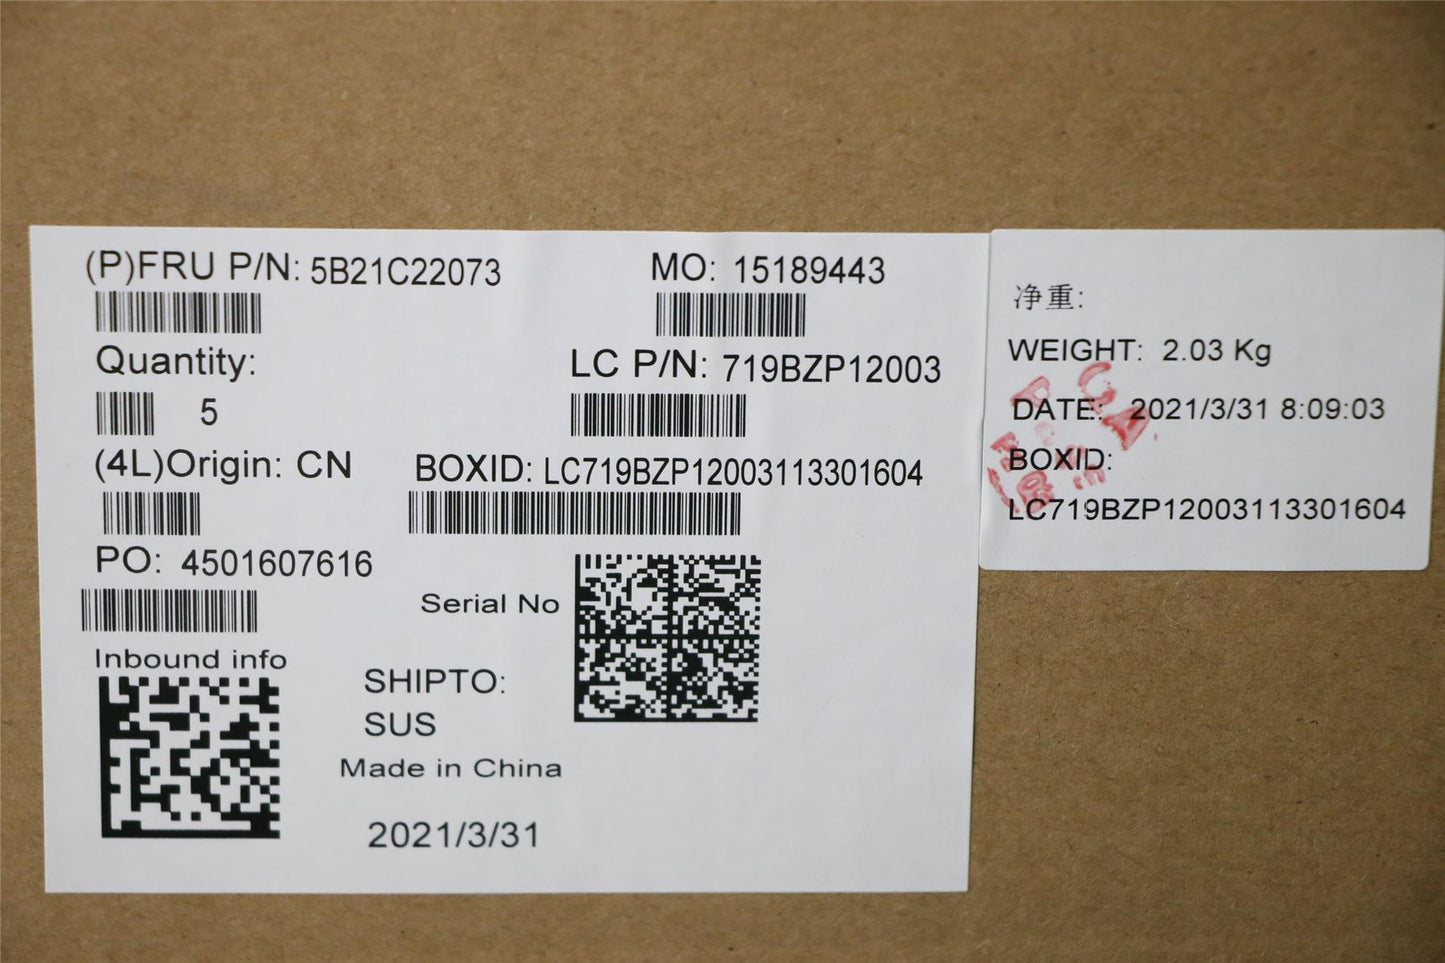 (P)FRU P/N: 5B21C22073
MO: 15189443
Quantity:
5
LC P/N: 719BZP12003
(4L)Origin: CN
BOXID: LC719BZP12003113301604
PO: 4501607616
Serial No
Inbound info
SHIPTO:
SUS
Made in China
2021/3/31
净重:
WEIGHT: 2.03 Kg
DATE: 2021/3/31 8:09:03
BOXID:
LC719BZP12003113301604